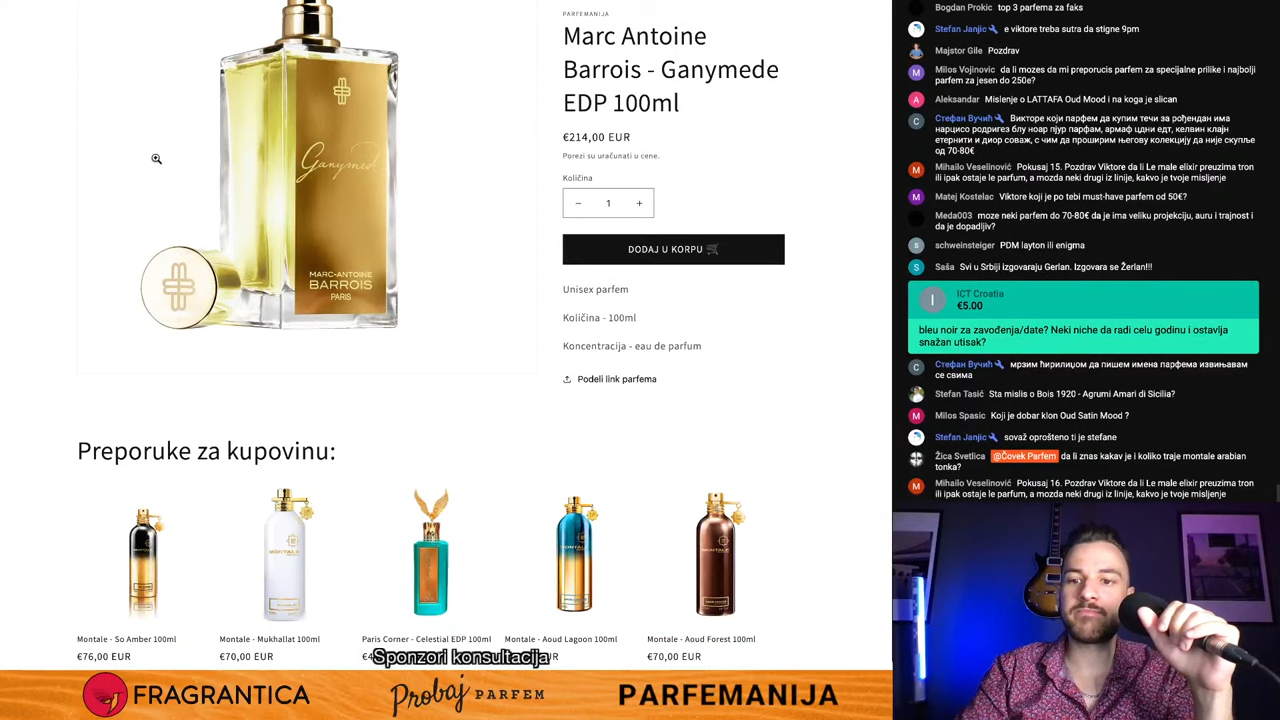 PARFEMANIJA
Marc Antoine
Barrois - Ganymede
EDP 100ml
€214,00 EUR
Porezi su uračunati u cene.
Količina
− 1 +
DODAJ U KORPU
Unisex parfem
Količina - 100ml
Koncentracija - eau de parfum
Podeli link parfema
Ganymede
MARC-ANTOINE
BARROIS
PARIS
Preporuke za kupovinu:
Montale - So Amber 100ml
€76,00 EUR
Montale - Mukhallat 100ml
€70,00 EUR
Paris Corner - Celestial EDP 100ml
Montale - Aoud Lagoon 100ml
Montale - Aoud Forest 100ml
€70,00 EUR
Sponzori konsultacija
FRAGRANTICA
Probaj PARFEM
PARFEMANIJA
Bogdan Prokic top 3 parfema za faks
Stefan Janjic e viktore treba sutra da stigne 9pm
Majstor Gile Pozdrav
M Milos Vojinovic da li mozes da mi preporucis parfem za specijalne prilike i najbolji
parfem za jesen do 250e?
A Aleksandar Mislenje o LATTAFA Oud Mood i na koga je slican
С Стефан Вучић Викторе који парфем да купим течи за рођендан има
нарцисо родригез блу ноар пјур парфам, армаф цдни едт, келвин клајн
етернити и диор соваж, с чим да проширим његову колекцију да није скупље
од 70-80€
M Mihailo Veselinović Pokusaj 15. Pozdrav Viktore da li Le male elixir preuzima tron
ili ipak ostaje le parfum, a mozda neki drugi iz linije, kakvo je tvoje misljenje
M Matej Kostelac Viktore koji je po tebi must-have parfem od 50€?
Meda003 moze neki parfem do 70-80€ da je ima veliku projekciju, auru i trajnost i
da je dopadljiv?
s schweinsteiger PDM layton ili enigma
S Saša Svi u Srbiji izgovaraju Gerlan. Izgovara se Žerlan!!!
I ICT Croatia
€5.00
bleu noir za zavođenja/date? Neki niche da radi celu godinu i ostavlja
snažan utisak?
С Стефан Вучић мрзим ћирилицом да пишем имена парфема извињавам
се свима
Stefan Tasić Sta mislis o Bois 1920 - Agrumi Amari di Sicilia?
M Milos Spasic Koji je dobar klon Oud Satin Mood ?
Stefan Janjic sovaž oprošteno ti je stefane
Žica Svetlica @Čovek Parfem da li znas kakav je i koliko traje montale arabian
tonka?
M Mihailo Veselinović Pokusaj 16. Pozdrav Viktore da li Le male elixir preuzima tron
ili ipak ostaje le parfum, a mozda neki drugi iz linije, kakvo je tvoje misljenje